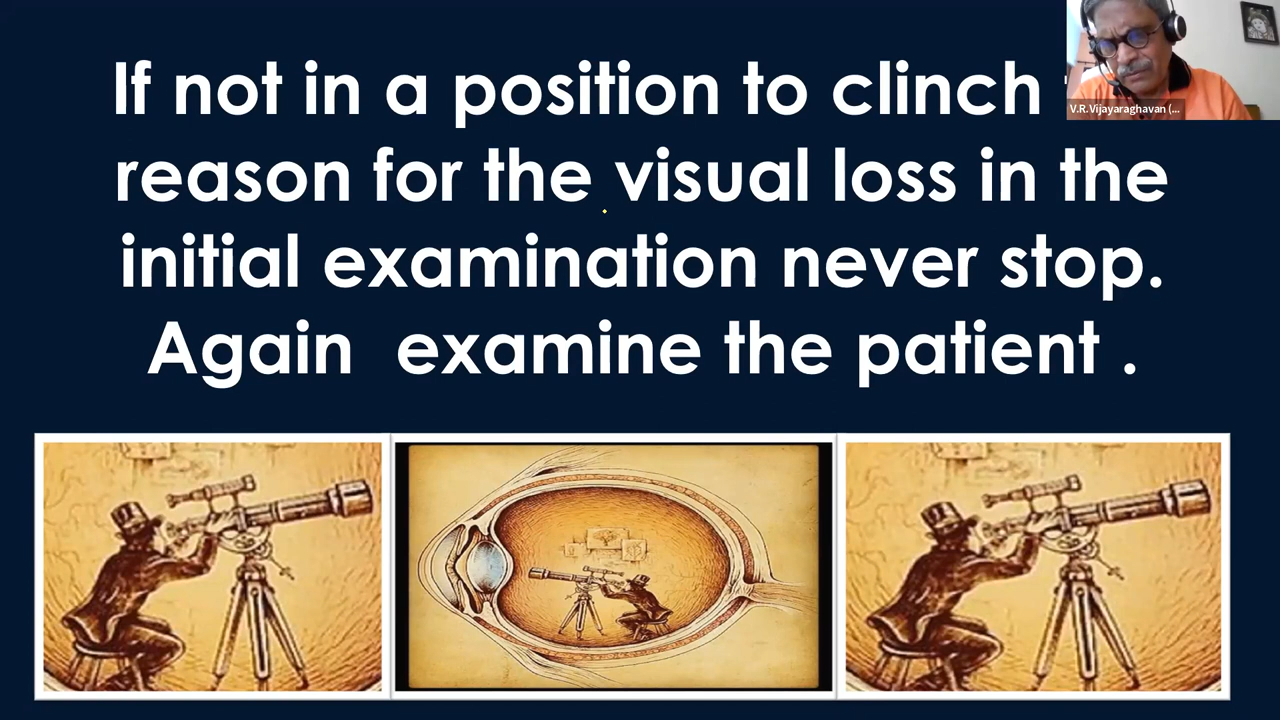 If not in a position to clinch
reason for the visual loss in the
initial examination never stop.
Again  examine the patient .
V.R.Vijayaraghavan (...